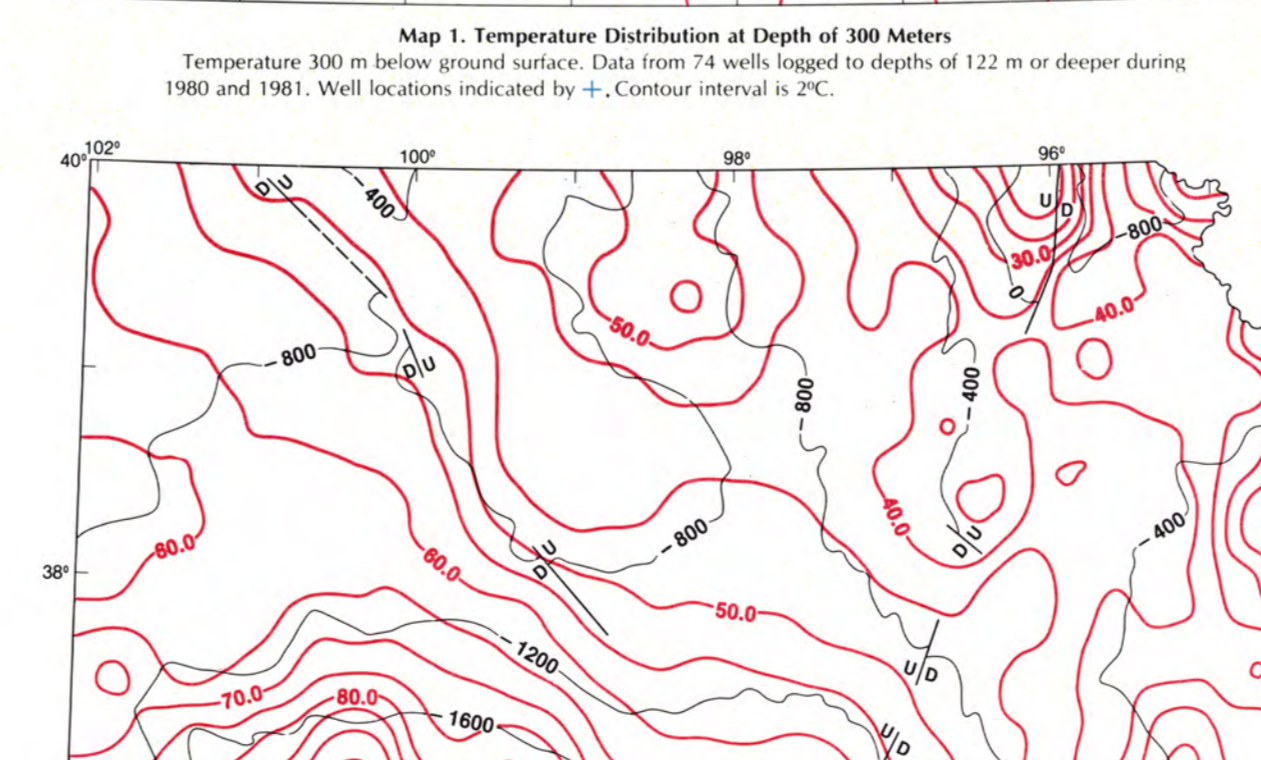 Map 1. Temperature Distribution at Depth of 300 Meters
Temperature 300 m below ground surface. Data from 74 wells logged to depths of 122 m or deeper during
1980 and 1981. Well locations indicated by +. Contour interval is 2ºC.
40° 102° 100° 98° 96°
D U
-400
U D
-800
30.0
0
40.0
50.0
-800
D U
-800
-400
40.0
-400
-800
D U
60.0
U
D
60.0
38°
50.0
-1200
U D
70.0
80.0
-1600
U D